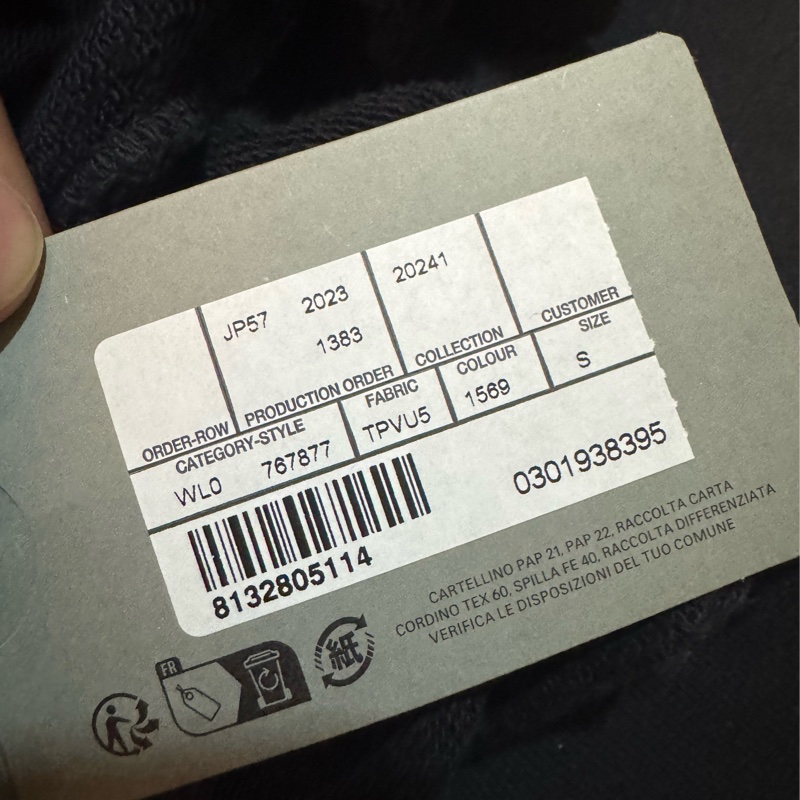 JP57 2023
1383
20241
ORDER-ROW
PRODUCTION ORDER
COLLECTION
CUSTOMER
CATEGORY-STYLE
FABRIC
COLOUR
SIZE
WL0 767877
TPVU5
1569
S
8132805114
0301938395
CARTELLINO PAP 21, PAP 22, RACCOLTA CARTA
CORDINO TEX 60, SPILLA FE 40, RACCOLTA DIFFERENZIATA
VERIFICA LE DISPOSIZIONI DEL TUO COMUNE
FR
紙